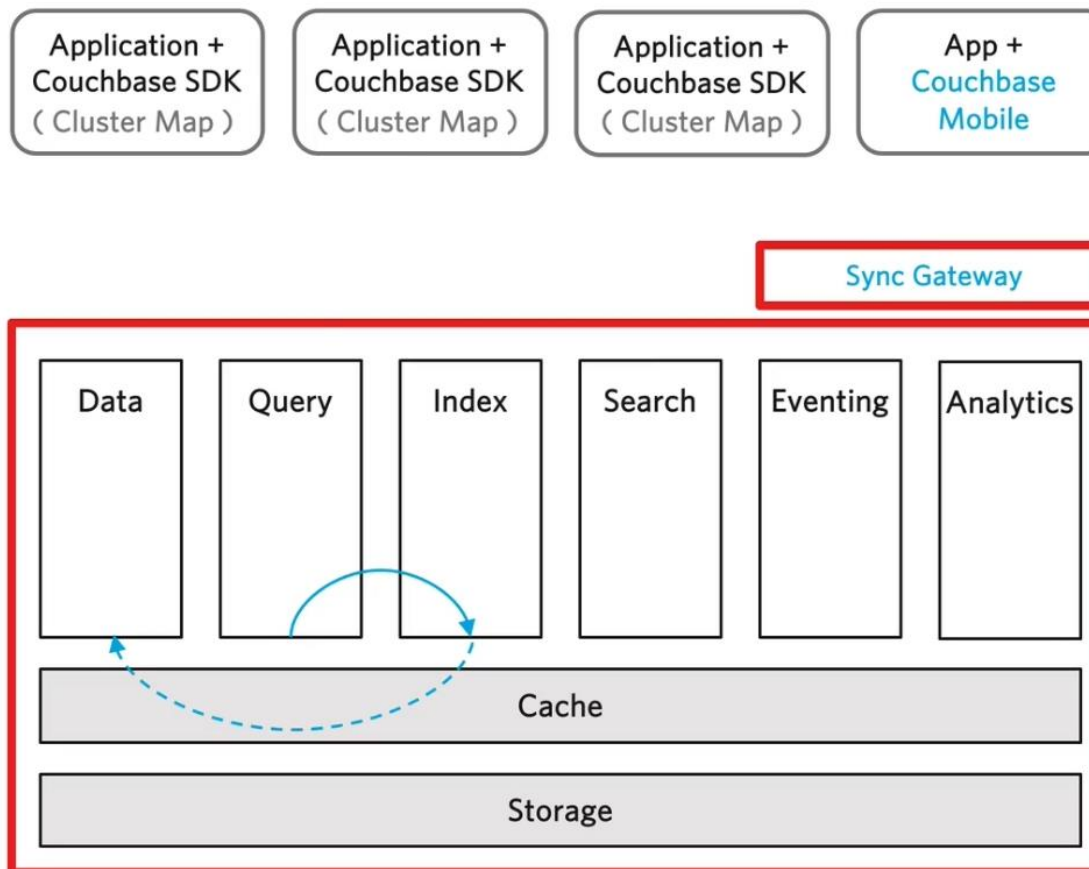 Application +
Couchbase SDK
( Cluster Map )
Application +
Couchbase SDK
( Cluster Map )
Application +
Couchbase SDK
( Cluster Map )
App +
Couchbase
Mobile
Sync Gateway
Data
Query
Index
Search
Eventing
Analytics
Cache
Storage